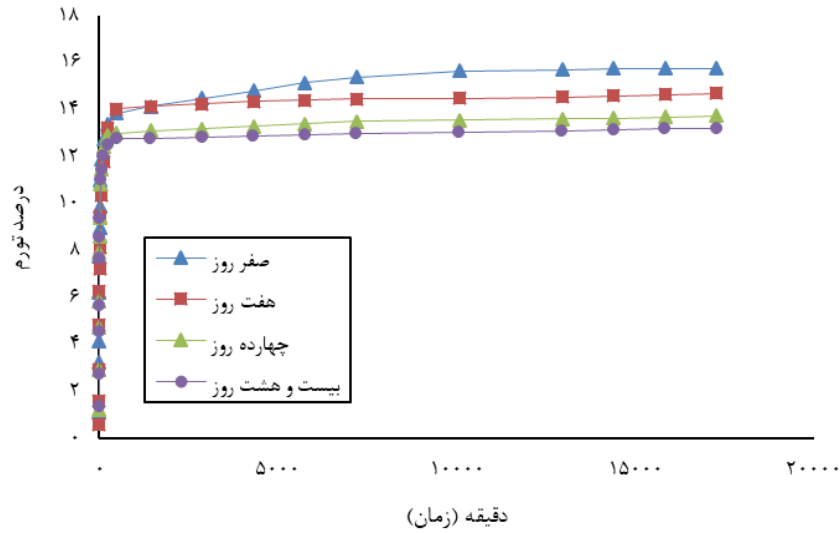 ۱۸
۱۶
۱۴
۱۲
۱۰
۸
۶
۴
۲
۰
درصد تورم
صفر روز
هفت روز
چهارده روز
بیست و هشت روز
۰ ۵۰۰۰ ۱۰۰۰۰ ۱۵۰۰۰ ۲۰۰۰۰
دقیقه (زمان)